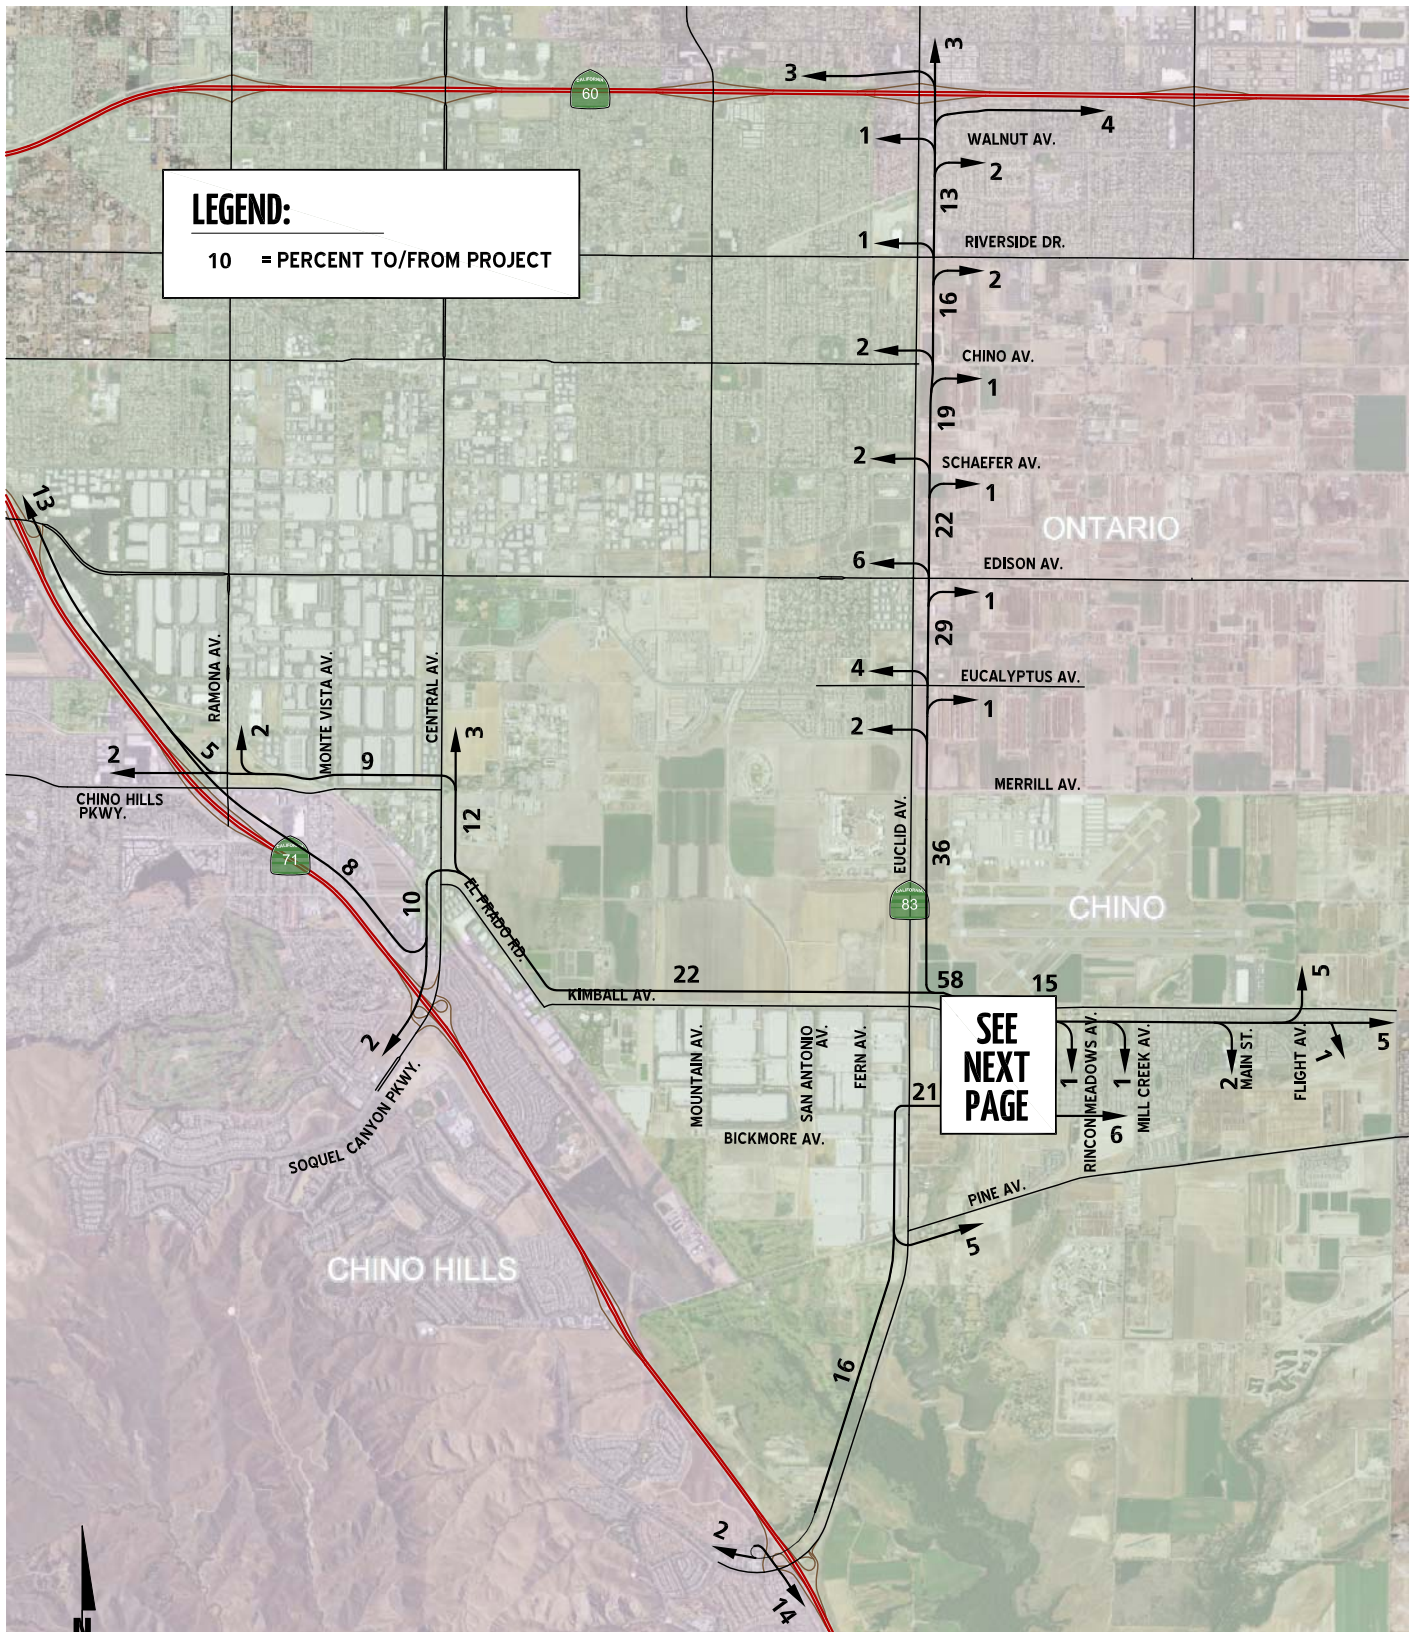 3
3
CALIFORNIA
60
4
1
WALNUT AV.
2
13
LEGEND:
10 = PERCENT TO/FROM PROJECT
1
RIVERSIDE DR.
2
16
2
CHINO AV.
1
19
2
SCHAEFER AV.
1
22
ONTARIO
13
6
EDISON AV.
1
29
4
EUCALYPTUS AV.
1
2
RAMONA AV.
MONTE VISTA AV.
CENTRAL AV.
2
5
2
9
3
MERRILL AV.
CHINO HILLS
PKWY.
12
EUCLID AV.
36
CALIFORNIA
71
8
10
EL PRADO RD.
CALIFORNIA
83
CHINO
22
KIMBALL AV.
58
15
5
SEE
NEXT
PAGE
2
SOQUEL CANYON PKWY.
MOUNTAIN AV.
SAN ANTONIO
AV.
FERN AV.
21
BICKMORE AV.
1
RINCON MEADOWS AV.
1
MILL CREEK AV.
2
MAIN ST.
FLIGHT AV.
1
5
6
PINE AV.
5
CHINO HILLS
16
2
14
N